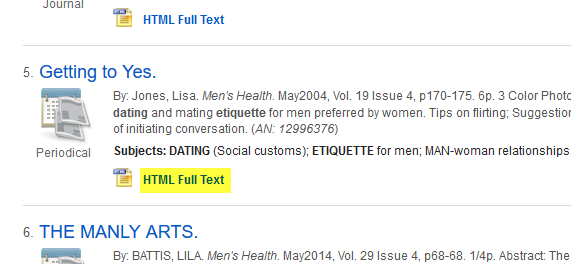 Journal
HTML Full Text
5. Getting to Yes.
By: Jones, Lisa. Men's Health. May2004, Vol. 19 Issue 4, p170-175. 6p. 3 Color Photo
dating and mating etiquette for men preferred by women. Tips on flirting; Suggestion
of initiating conversation. (AN: 12996376)
Periodical
Subjects: DATING (Social customs); ETIQUETTE for men; MAN-woman relationships
HTML Full Text
6. THE MANLY ARTS.
By: BATTIS, LILA. Men's Health. May2014, Vol. 29 Issue 4, p68-68. 1/4p. Abstract: The